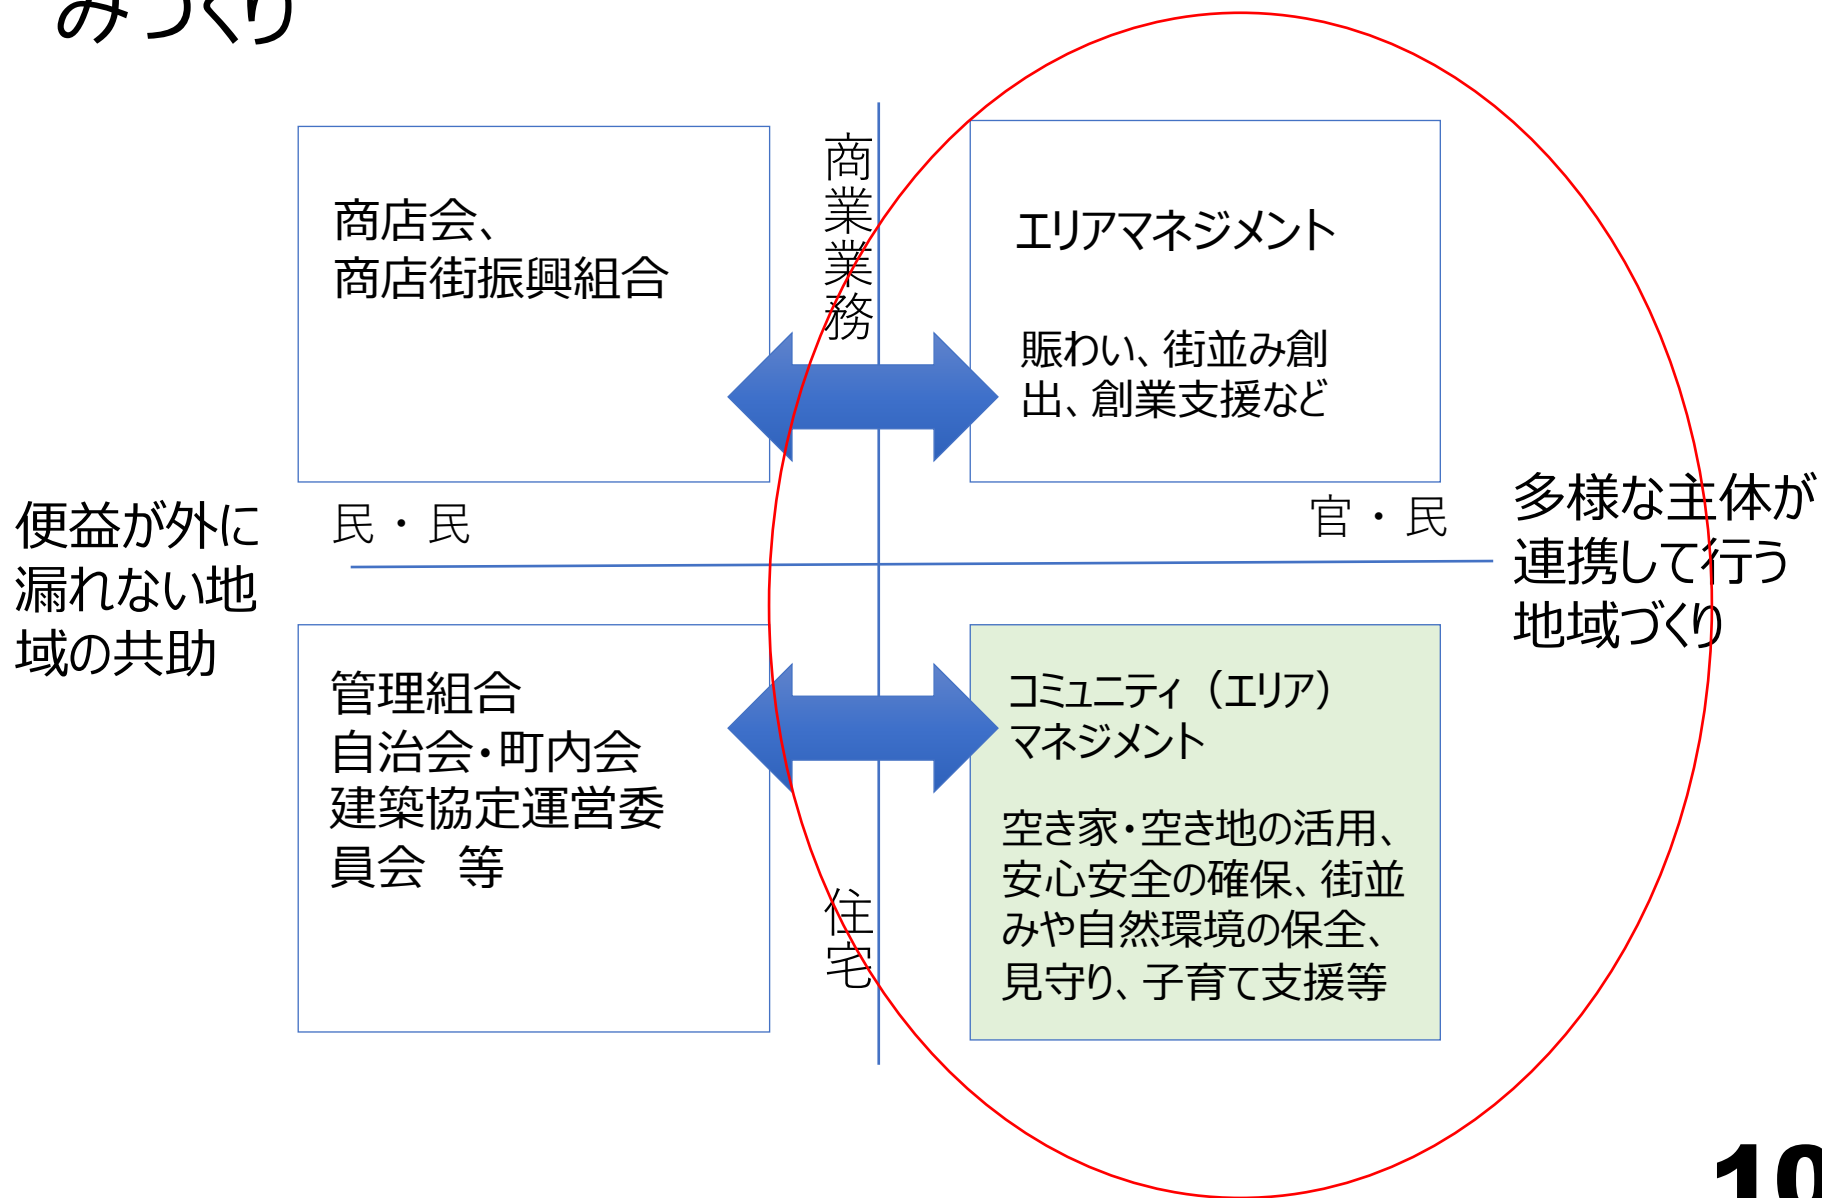 みづくり
商業業務
商店会、
商店街振興組合
エリアマネジメント
賑わい、街並み創
出、創業支援など
便益が外に
漏れない地
域の共助
民・民
官・民
多様な主体が
連携して行う
地域づくり
管理組合
自治会・町内会
建築協定運営委
員会　等
住宅
コミュニティ（エリア）
マネジメント
空き家・空き地の活用、
安心安全の確保、街並
みや自然環境の保全、
見守り、子育て支援等
10